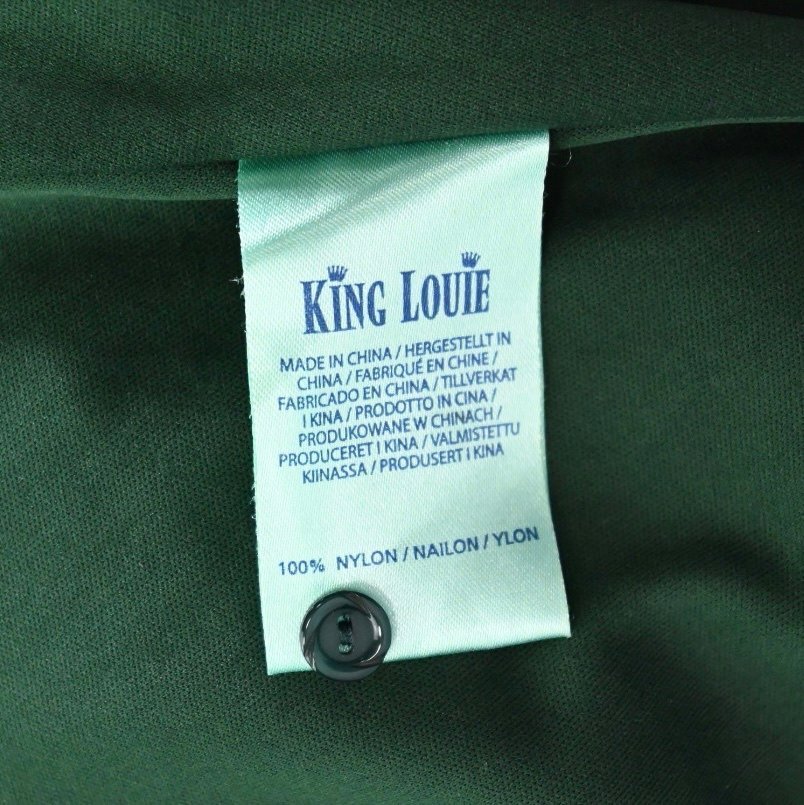 KING LOUIE
MADE IN CHINA / HERGESTELLT IN
CHINA / FABRIQUÉ EN CHINE /
FABRICADO EN CHINA / TILLVERKAT
I KINA / PRODOTTO IN CINA /
PRODUKOWANE W CHINACH /
PRODUCERET I KINA / VALMISTETTU
KIINASSA / PRODUSERT I KINA
100% NYLON / NAILON / YLON